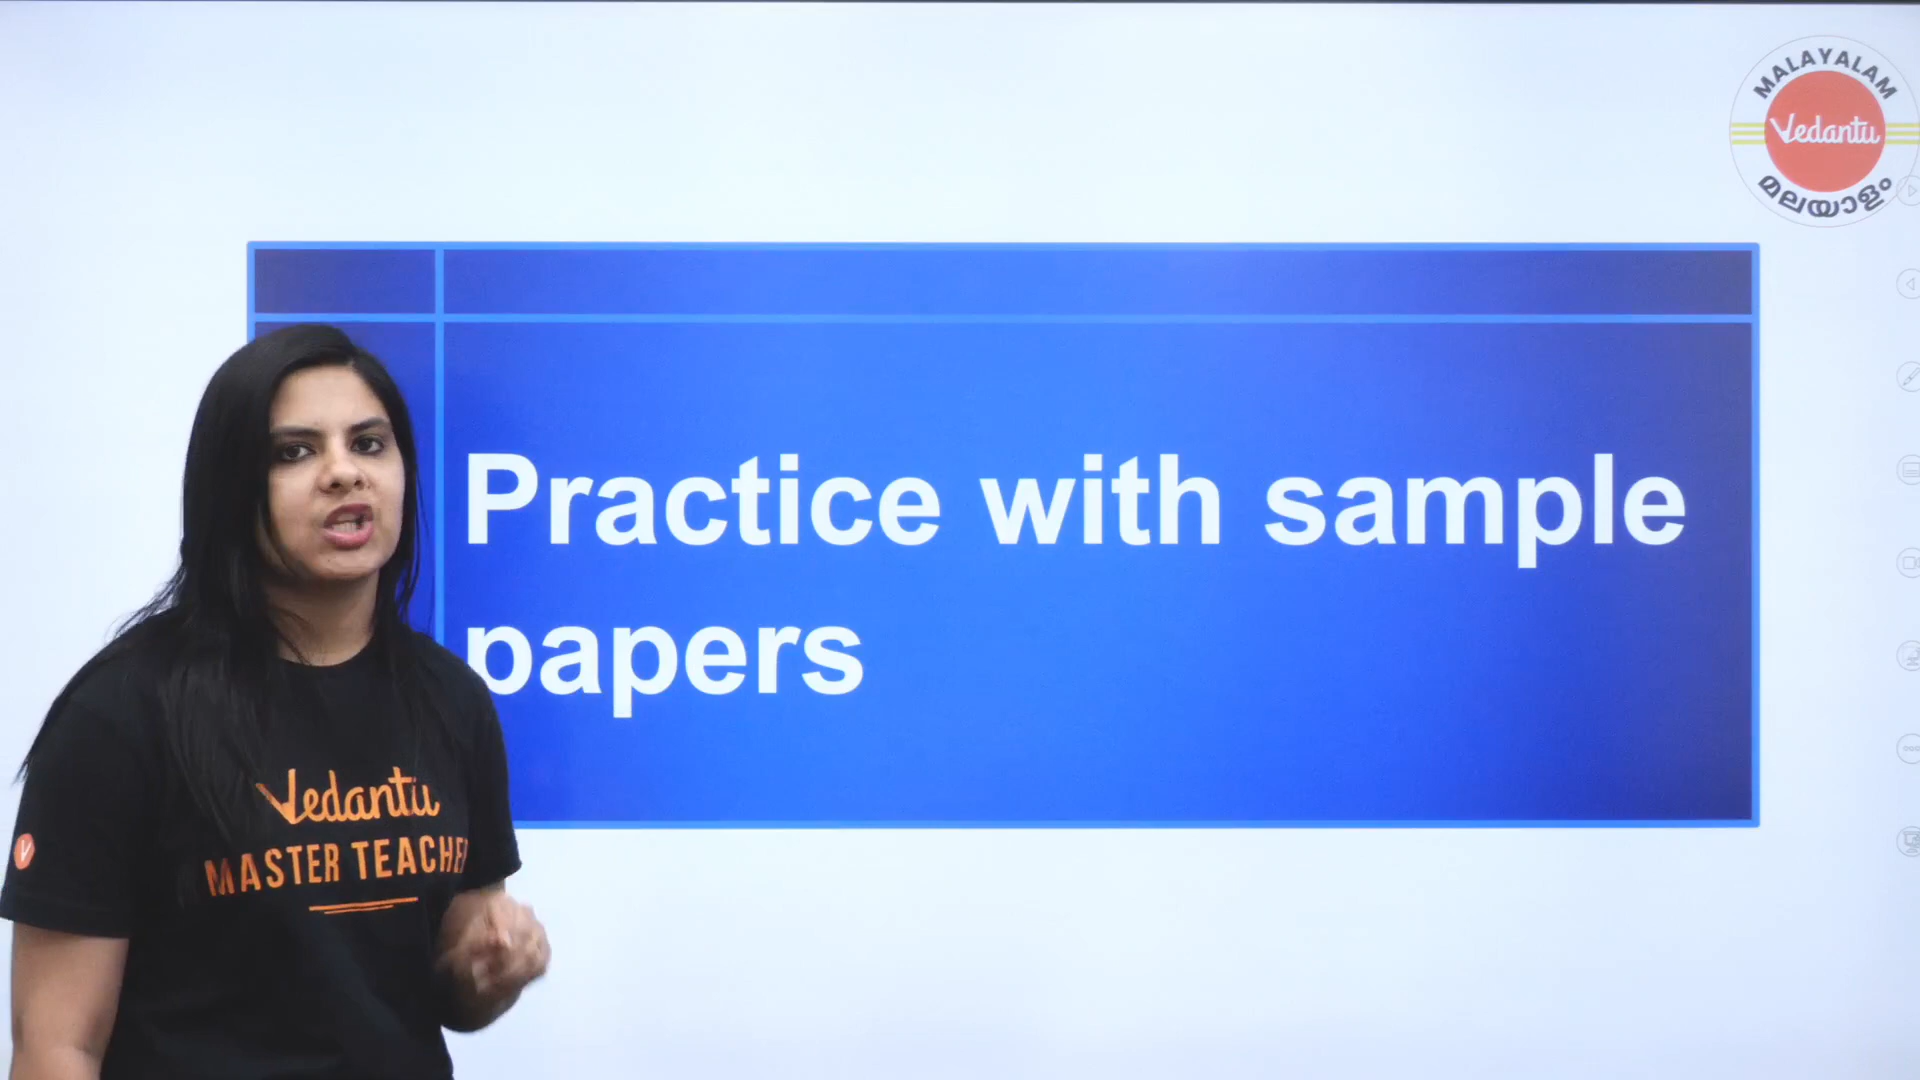 MALAYALAM
Vedantu
മലയാളം
Practice with sample
papers
Vedantu
MASTER TEACHER
V